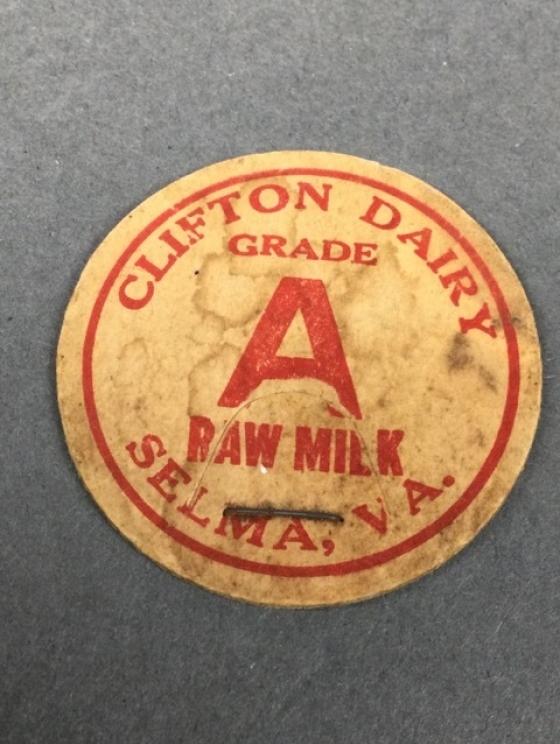 CLIFTON DAIRY
GRADE
A
RAW MILK
SELMA, VA.